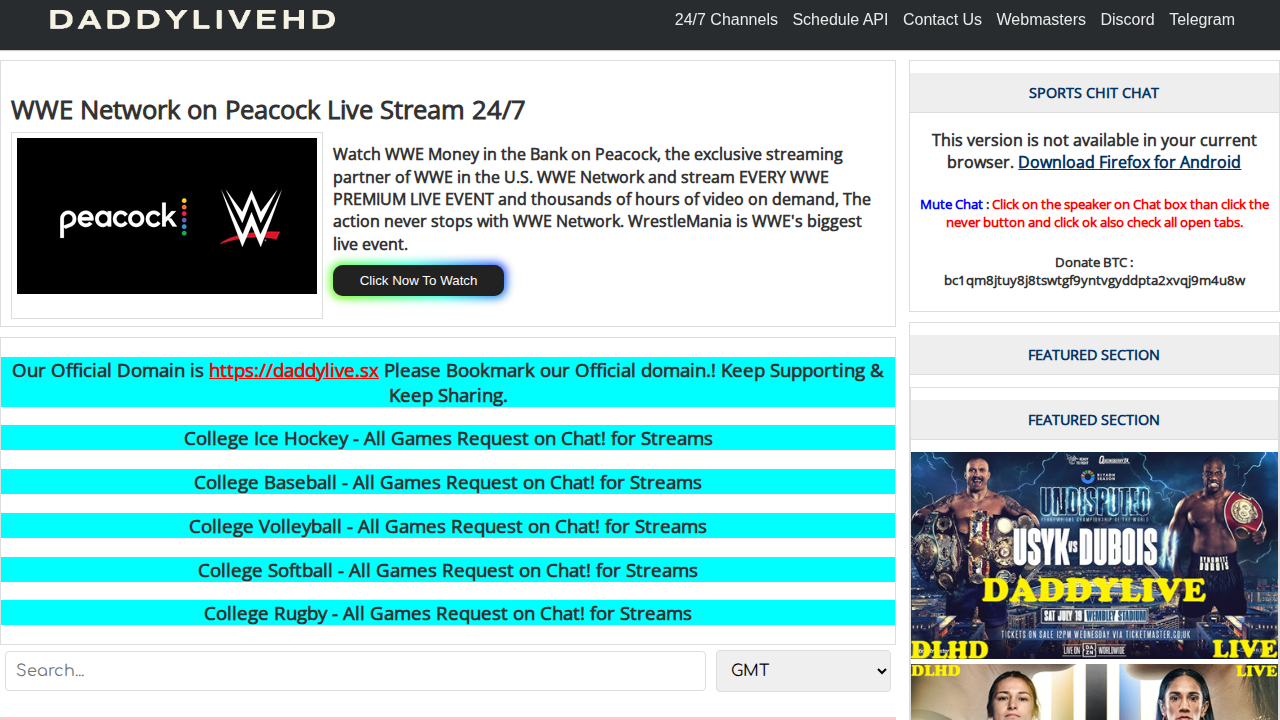 DADDYLIVEHD
24/7 Channels Schedule API Contact Us Webmasters Discord Telegram
WWE Network on Peacock Live Stream 24/7
peacock W
Watch WWE Money in the Bank on Peacock, the exclusive streaming
partner of WWE in the U.S. WWE Network and stream EVERY WWE
PREMIUM LIVE EVENT and thousands of hours of video on demand, The
action never stops with WWE Network. WrestleMania is WWE's biggest
live event.
Click Now To Watch
Our Official Domain is https://daddylive.sx Please Bookmark our Official domain.! Keep Supporting &
Keep Sharing.
College Ice Hockey - All Games Request on Chat! for Streams
College Baseball - All Games Request on Chat! for Streams
College Volleyball - All Games Request on Chat! for Streams
College Softball - All Games Request on Chat! for Streams
College Rugby - All Games Request on Chat! for Streams
Search...
GMT
SPORTS CHIT CHAT
This version is not available in your current
browser. Download Firefox for Android
Mute Chat : Click on the speaker on Chat box than click the
never button and click ok also check all open tabs.
Donate BTC :
bc1qm8jtuy8j8tswtgf9yntvgyddpta2xvqj9m4u8w
FEATURED SECTION
FEATURED SECTION
RIYADH
SEASON
UNDISPUTED
USYK vs DUBOIS
DADDYLIVE
SAT JULY 19 WEMBLEY STADIUM
TICKETS ON SALE 12PM WEDNESDAY VIA TICKETMASTER.CO.UK
LIVE ON DAZN WORLDWIDE
DLHD LIVE
DLHD LIVE